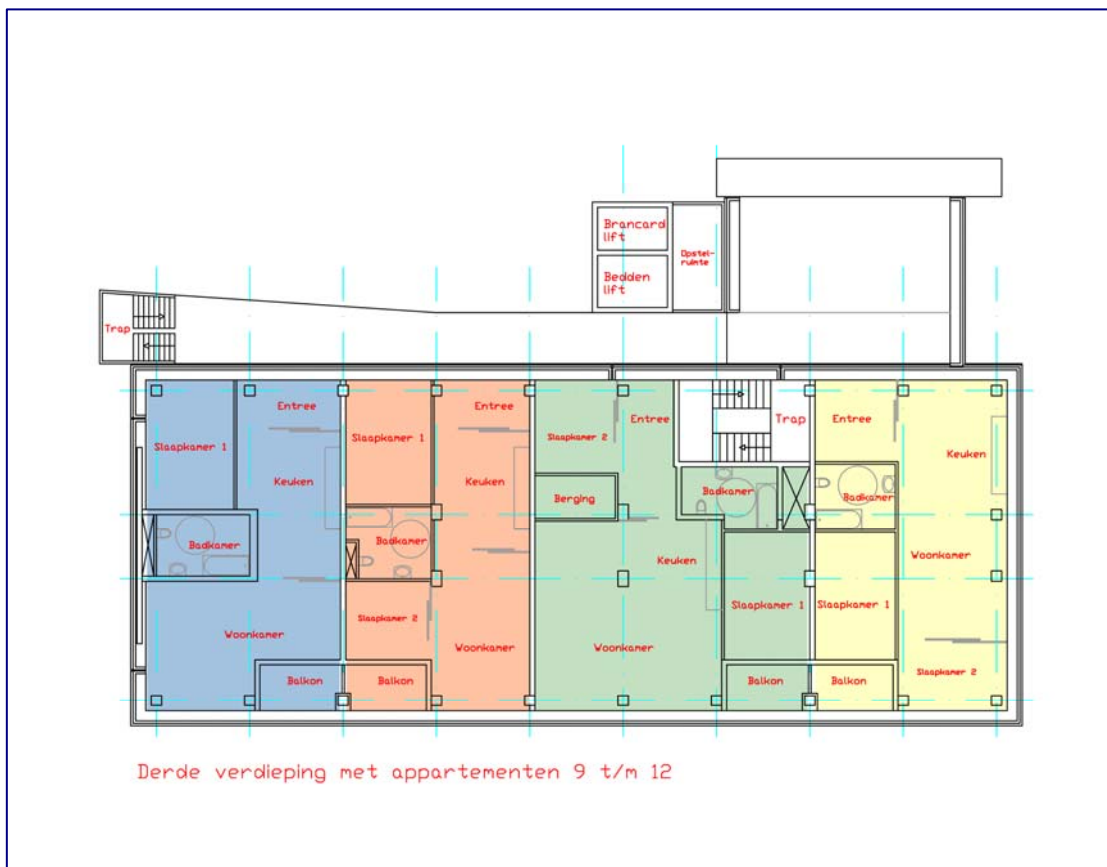 Brancard
lift
Opstel-
ruimte
Bedden
lift
Trap
Entree
Entree
Entree
Trap
Entree
Slaapkamer 1
Slaapkamer 1
Slaapkamer 2
Keuken
Keuken
Keuken
Berging
Badkamer
Badkamer
Badkamer
Badkamer
Keuken
Woonkamer
Slaapkamer 2
Slaapkamer 1
Slaapkamer 1
Woonkamer
Woonkamer
Woonkamer
Balkon
Balkon
Balkon
Balkon
Slaapkamer 2
Derde verdieping met appartementen 9 t/m 12